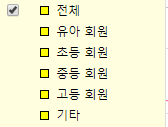 전체
유아 회원
초등 회원
중등 회원
고등 회원
기타